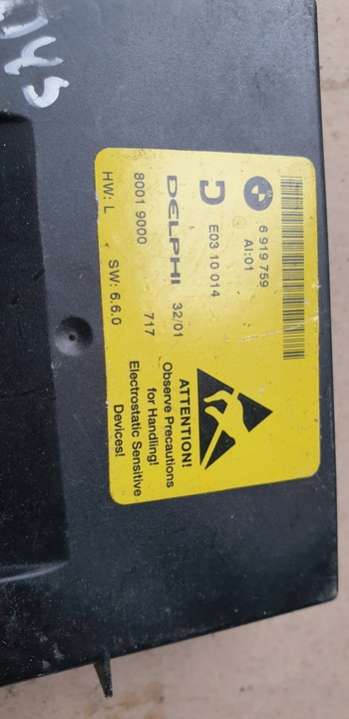 6 919 759
AI:01
E03 10 014
DELPHI 32/01
8001 9000 717
HW: L SW: 6.6.0
ATTENTION!
Observe Precautions
for Handling!
Electrostatic Sensitive
Devices!